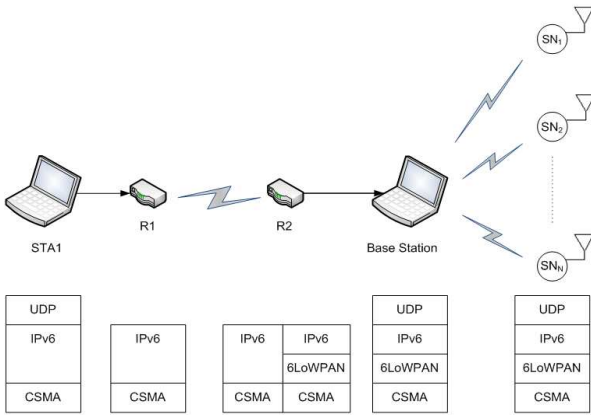 SN1
SN2
STA1
R1
R2
Base Station
SNN
UDP UDP UDP
IPv6 IPv6 IPv6 IPv6 IPv6 IPv6
6LoWPAN 6LoWPAN 6LoWPAN
CSMA CSMA CSMA CSMA CSMA CSMA